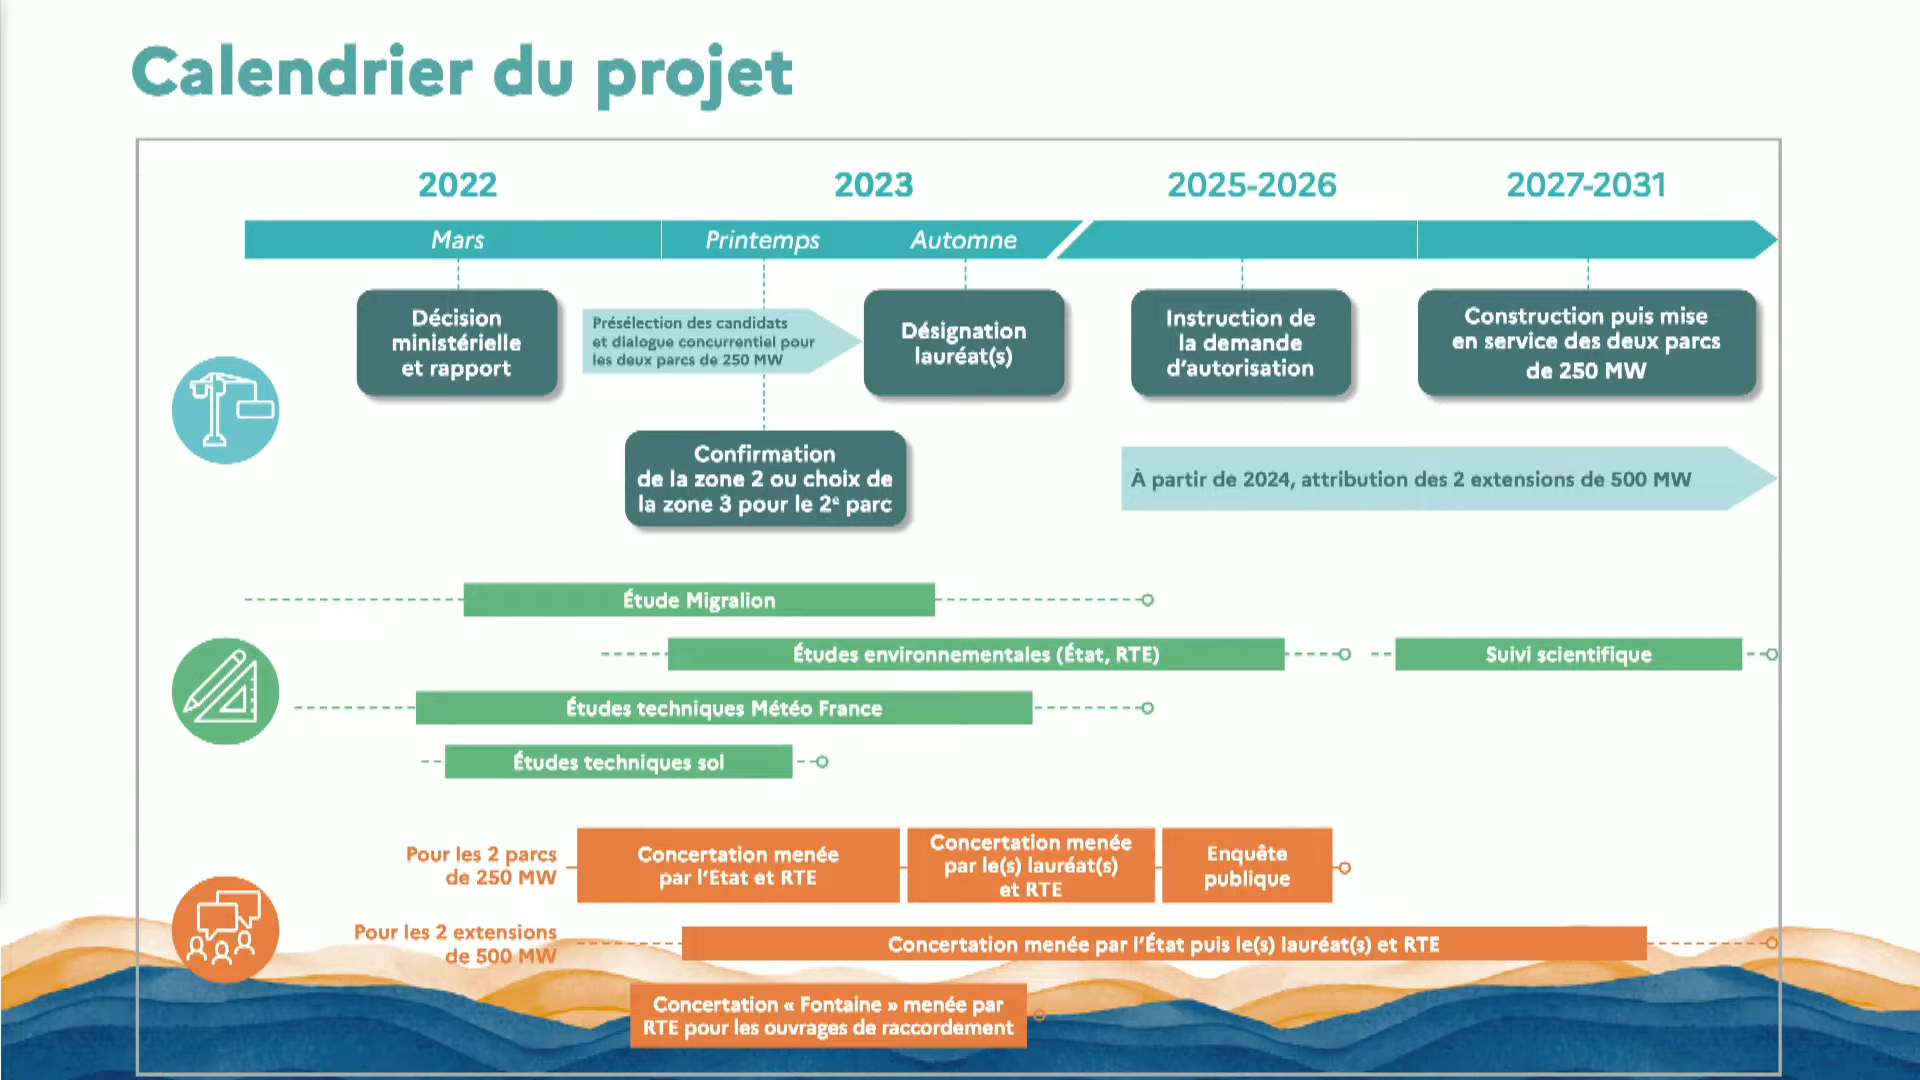 Calendrier du projet
2022
2023
2025-2026
2027-2031
Mars
Printemps
Automne
Décision
ministérielle
et rapport
Présélection des candidats
et dialogue concurrentiel pour
les deux parcs de 250 MW
Désignation
lauréat(s)
Instruction de
la demande
d'autorisation
Construction puis mise
en service des deux parcs
de 250 MW
Confirmation
de la zone 2 ou choix de
la zone 3 pour le 2e parc
À partir de 2024, attribution des 2 extensions de 500 MW
Étude Migralion
Études environnementales (État, RTE)
Suivi scientifique
Études techniques Météo France
Études techniques sol
Pour les 2 parcs
de 250 MW
Concertation menée
par l'Etat et RTE
Concertation menée
par le(s) lauréat(s)
et RTE
Enquête
publique
Pour les 2 extensions
de 500 MW
Concertation menée par l'État puis le(s) lauréat(s) et RTE
Concertation « Fontaine » menée par
RTE pour les ouvrages de raccordement